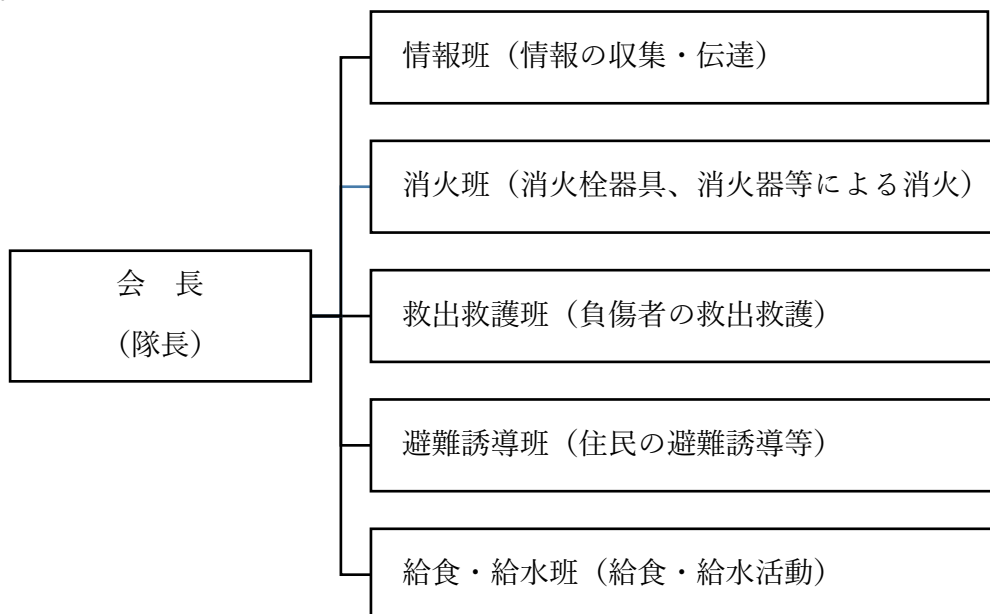 情報班（情報の収集・伝達）
消火班（消火栓器具、消火器等による消火）
会　長
（隊長）
救出救護班（負傷者の救出救護）
避難誘導班（住民の避難誘導等）
給食・給水班（給食・給水活動）